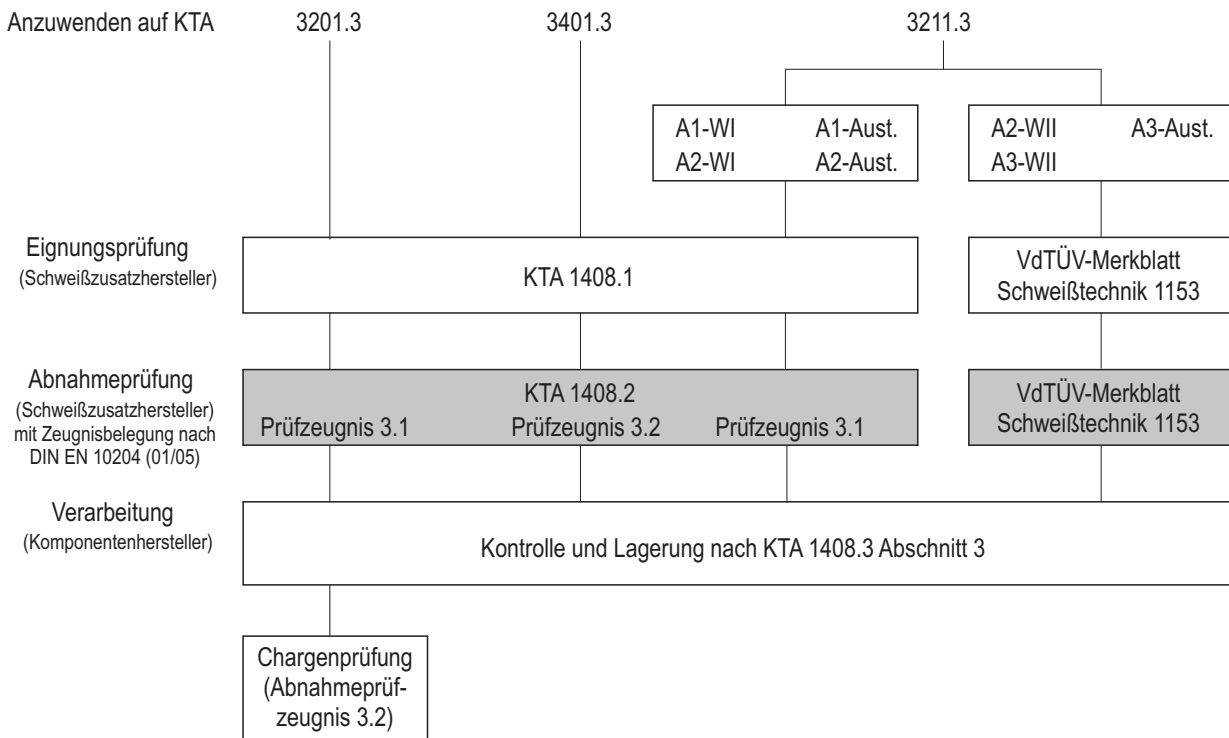 Anzuwenden auf KTA 3201.3 3401.3 3211.3
A1-WI A1-Aust.
A2-WI A2-Aust.
A2-WII A3-Aust.
A3-WII
Eignungsprüfung
(Schweißzusatzhersteller)
KTA 1408.1
VdTÜV-Merkblatt
Schweißtechnik 1153
Abnahmeprüfung
(Schweißzusatzhersteller)
mit Zeugnisbelegung nach
DIN EN 10204 (01/05)
KTA 1408.2
Prüfzeugnis 3.1 Prüfzeugnis 3.2 Prüfzeugnis 3.1
VdTÜV-Merkblatt
Schweißtechnik 1153
Verarbeitung
(Komponentenhersteller)
Kontrolle und Lagerung nach KTA 1408.3 Abschnitt 3
Chargenprüfung
(Abnahmeprüf-
zeugnis 3.2)